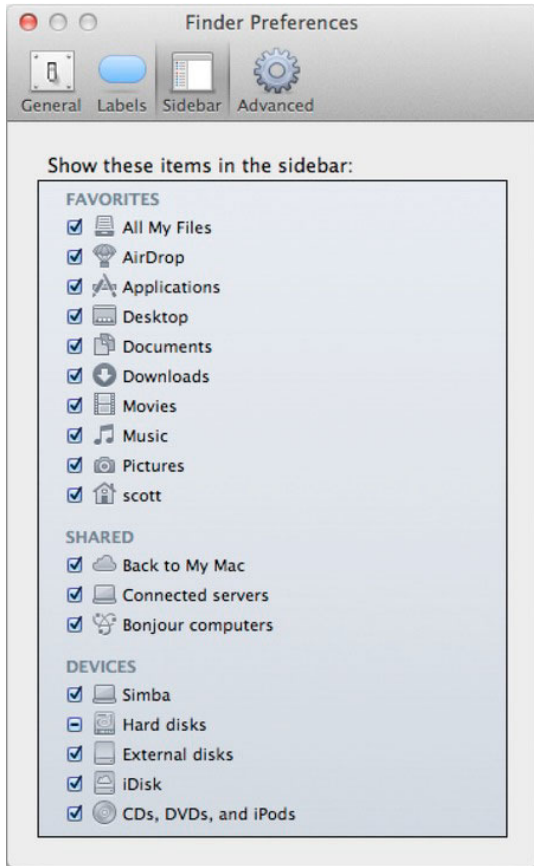 Finder Preferences
General Labels Sidebar Advanced
Show these items in the sidebar:
FAVORITES
All My Files
AirDrop
Applications
Desktop
Documents
Downloads
Movies
Music
Pictures
scott
SHARED
Back to My Mac
Connected servers
Bonjour computers
DEVICES
Simba
Hard disks
External disks
iDisk
CDs, DVDs, and iPods